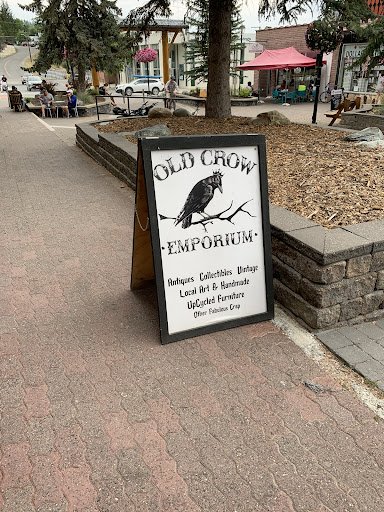 OLD CROW
• EMPORIUM •
Antiques Collectibles Vintage
Local Art & Handmade
UpCycled Furniture
Other Fabulous Crap